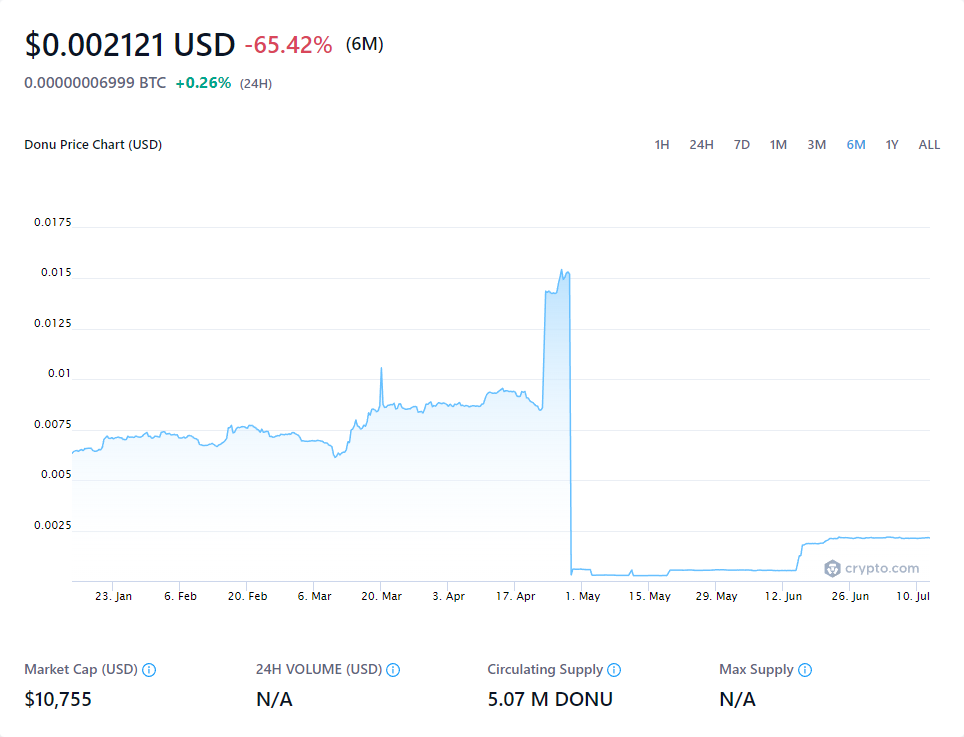 $0.002121 USD -65.42% (6M)
0.00000006999 BTC +0.26% (24H)
Donu Price Chart (USD) 1H 24H 7D 1M 3M 6M 1Y ALL
0.0175
0.015
0.0125
0.01
0.0075
0.005
0.0025
crypto.com
23. Jan 6. Feb 20. Feb 6. Mar 20. Mar 3. Apr 17. Apr 1. May 15. May 29. May 12. Jun 26. Jun 10. Jul
Market Cap (USD) 24H VOLUME (USD) Circulating Supply Max Supply
$10,755 N/A 5.07 M DONU N/A